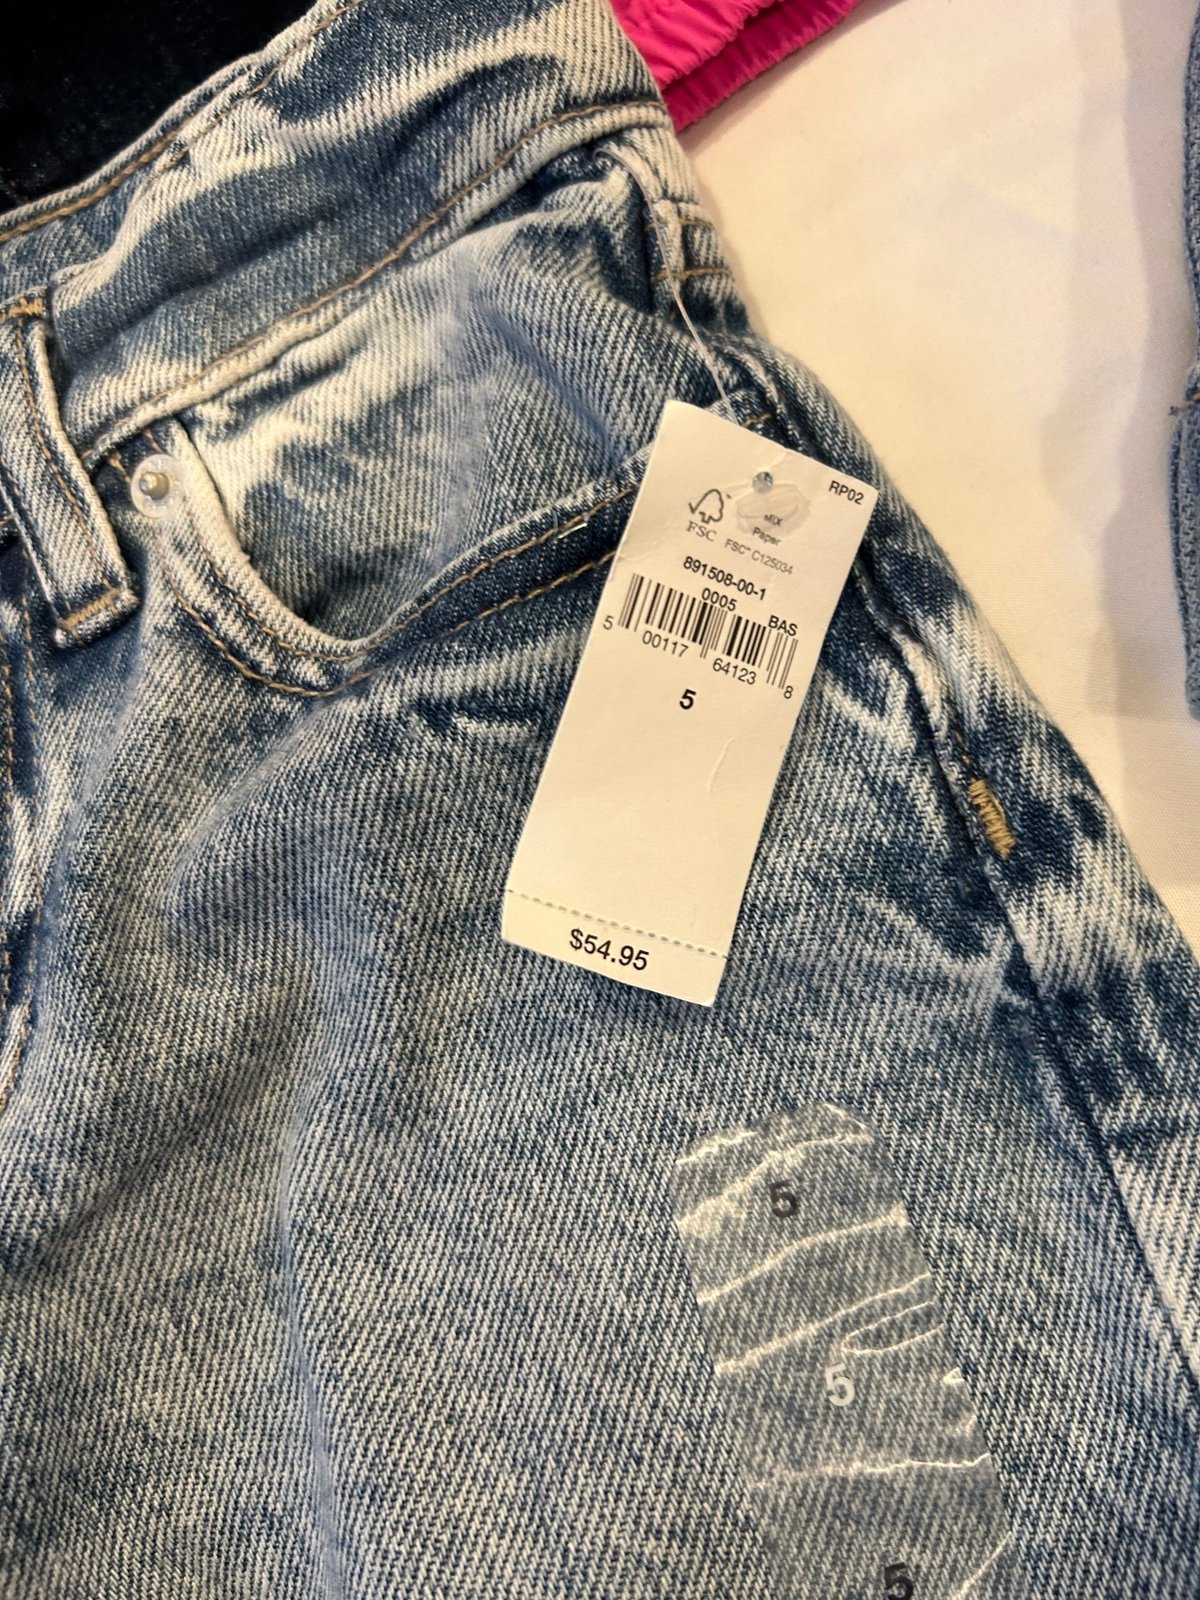 RP02
FSC
MIX
Paper
FSC™ C125034
891508-00-1
0005
BAS
5 00117 64123 8
5
$54.95
5
5
5